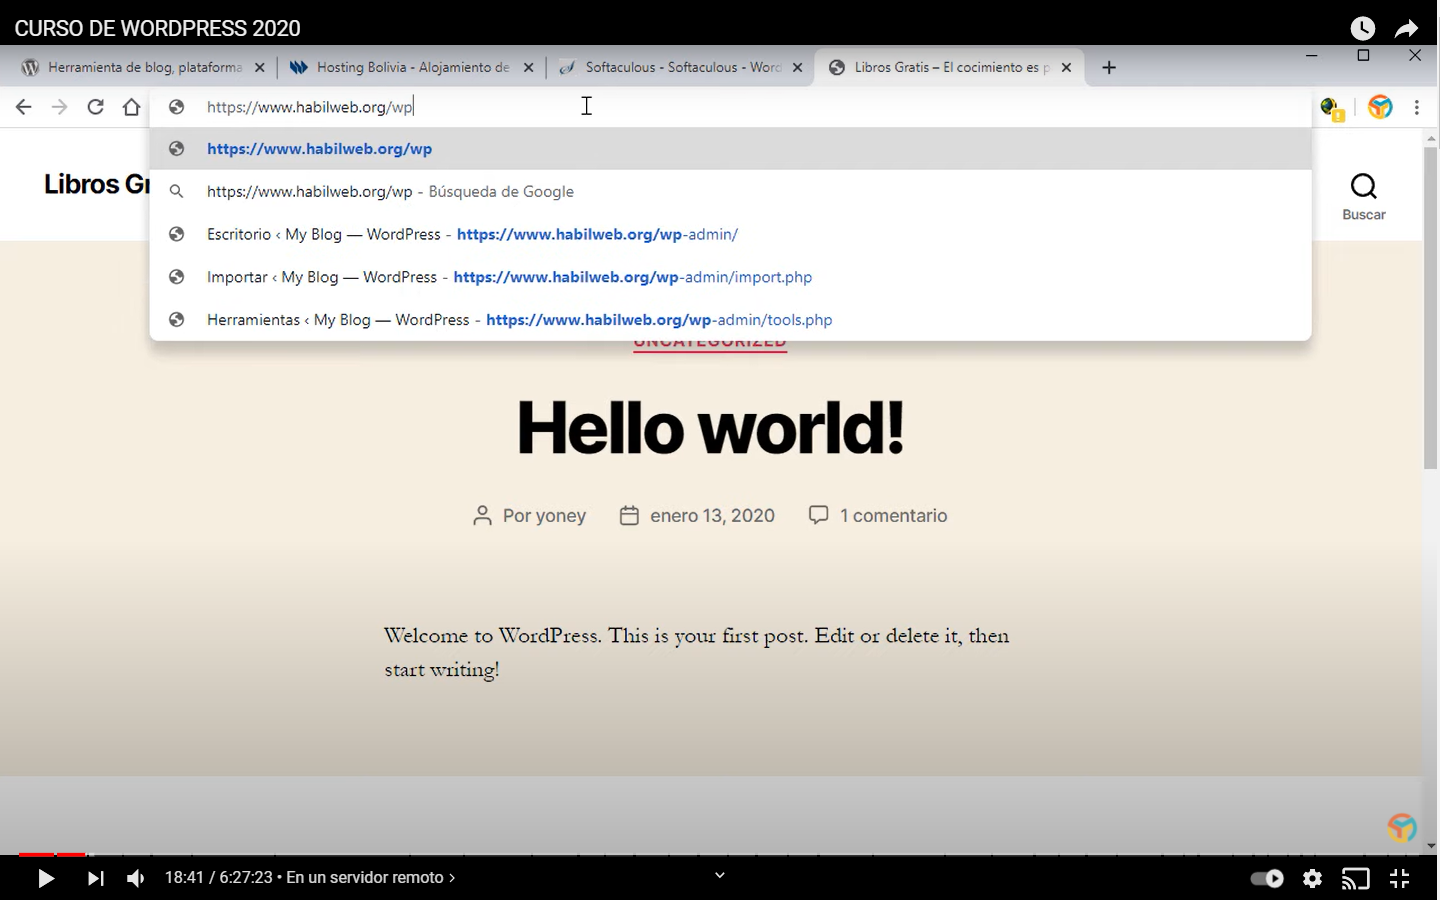 CURSO DE WORDPRESS 2020
Herramienta de blog, plataforma
Hosting Bolivia - Alojamiento de
Softaculous - Softaculous - Word
Libros Gratis – El cocimiento es p
https://www.habilweb.org/wp
https://www.habilweb.org/wp
https://www.habilweb.org/wp - Búsqueda de Google
Escritorio ‹ My Blog — WordPress - https://www.habilweb.org/wp-admin/
Importar ‹ My Blog — WordPress - https://www.habilweb.org/wp-admin/import.php
Herramientas ‹ My Blog — WordPress - https://www.habilweb.org/wp-admin/tools.php
Libros Gr
Buscar
UNCATEGORIZED
Hello world!
Por yoney
enero 13, 2020
1 comentario
Welcome to WordPress. This is your first post. Edit or delete it, then
start writing!
18:41 / 6:27:23 • En un servidor remoto ›